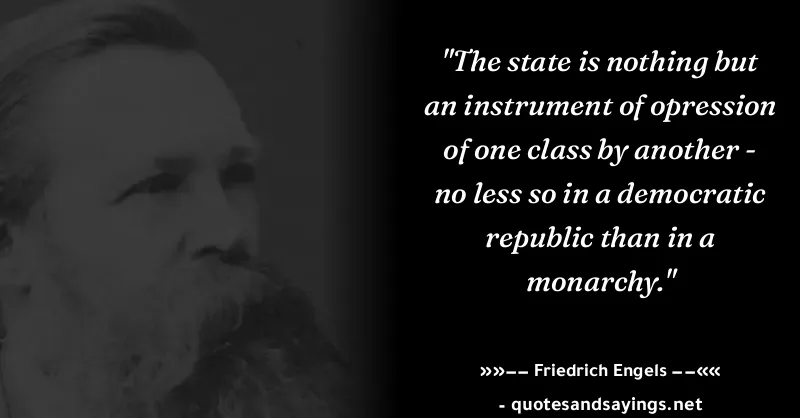 "The state is nothing but
an instrument of opression
of one class by another -
no less so in a democratic
republic than in a
monarchy."
»»–– Friedrich Engels ––««
- quotesandsayings.net